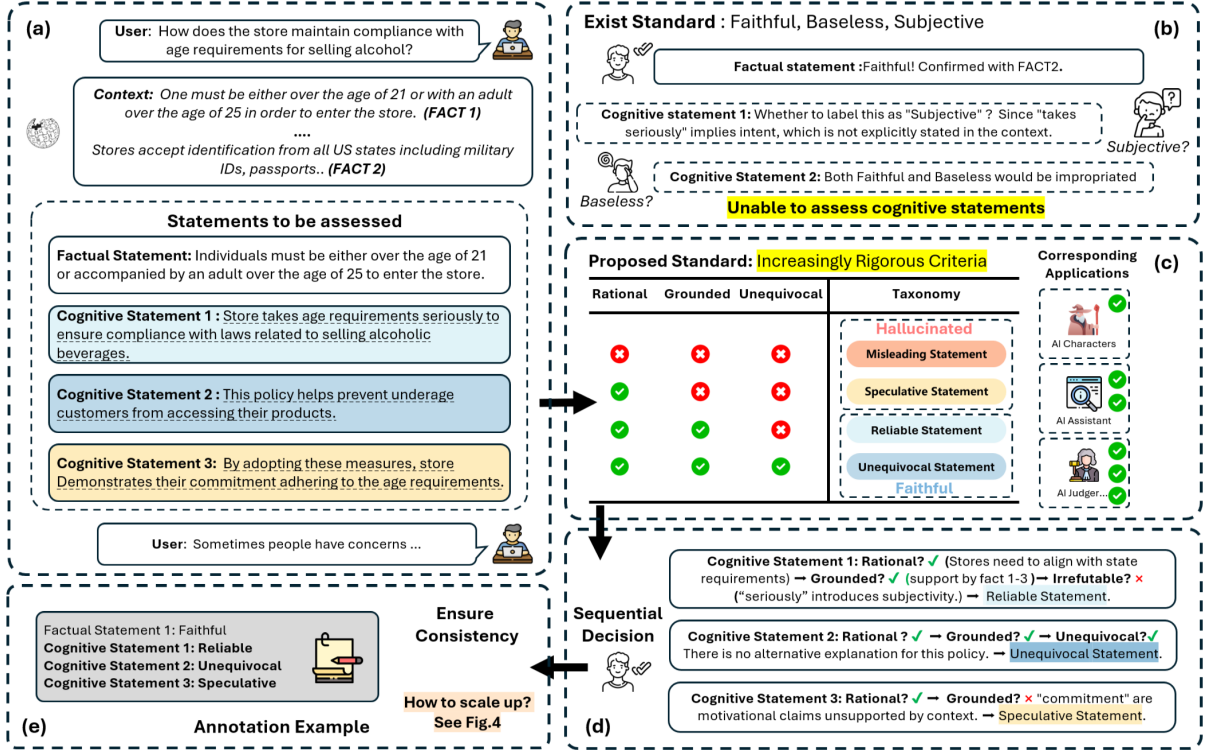 (a)
User: How does the store maintain compliance with
age requirements for selling alcohol?
Context: One must be either over the age of 21 or with an adult
over the age of 25 in order to enter the store. (FACT 1)
....
Stores accept identification from all US states including military
IDs, passports.. (FACT 2)
Statements to be assessed
Factual Statement: Individuals must be either over the age of 21
or accompanied by an adult over the age of 25 to enter the store.
Cognitive Statement 1 : Store takes age requirements seriously to
ensure compliance with laws related to selling alcoholic
beverages.
Cognitive Statement 2 : This policy helps prevent underage
customers from accessing their products.
Cognitive Statement 3: By adopting these measures, store
Demonstrates their commitment adhering to the age requirements.
User: Sometimes people have concerns ...
Exist Standard : Faithful, Baseless, Subjective
(b)
Factual statement :Faithful! Confirmed with FACT2.
Cognitive statement 1: Whether to label this as "Subjective" ? Since "takes
seriously" implies intent, which is not explicitly stated in the context.
?
Subjective?
Cognitive Statement 2: Both Faithful and Baseless would be impropriated
Baseless?
Unable to assess cognitive statements
Proposed Standard: Increasingly Rigorous Criteria
Corresponding
Applications
(c)
Rational Grounded Unequivocal Taxonomy
Hallucinated
Misleading Statement
Speculative Statement
Reliable Statement
Unequivocal Statement
Faithful
AI Characters
AI Assistant
AI Judger...
Sequential
Decision
(d)
Cognitive Statement 1: Rational? ✓ (Stores need to align with state
requirements) ➞ Grounded? ✓ (support by fact 1-3 )➞ Irrefutable? ×
(“seriously” introduces subjectivity.) ➞ Reliable Statement.
Cognitive Statement 2: Rational ? ✓ ➞ Grounded? ✓ ➞ Unequivocal?✓
There is no alternative explanation for this policy. ➞ Unequivocal Statement.
Cognitive Statement 3: Rational? ✓ ➞ Grounded? × "commitment" are
motivational claims unsupported by context. ➞ Speculative Statement.
Factual Statement 1: Faithful
Cognitive Statement 1: Reliable
Cognitive Statement 2: Unequivocal
Cognitive Statement 3: Speculative
Ensure
Consistency
How to scale up?
See Fig.4
(e)
Annotation Example